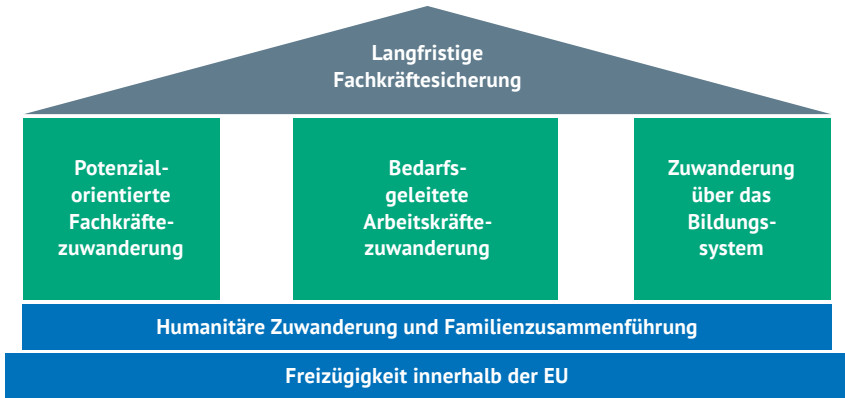 Langfristige
Fachkräftesicherung
Potenzial-
orientierte
Fachkräfte-
zuwanderung
Bedarfs-
geleitete
Arbeitskräfte-
zuwanderung
Zuwanderung
über das
Bildungs-
system
Humanitäre Zuwanderung und Familienzusammenführung
Freizügigkeit innerhalb der EU